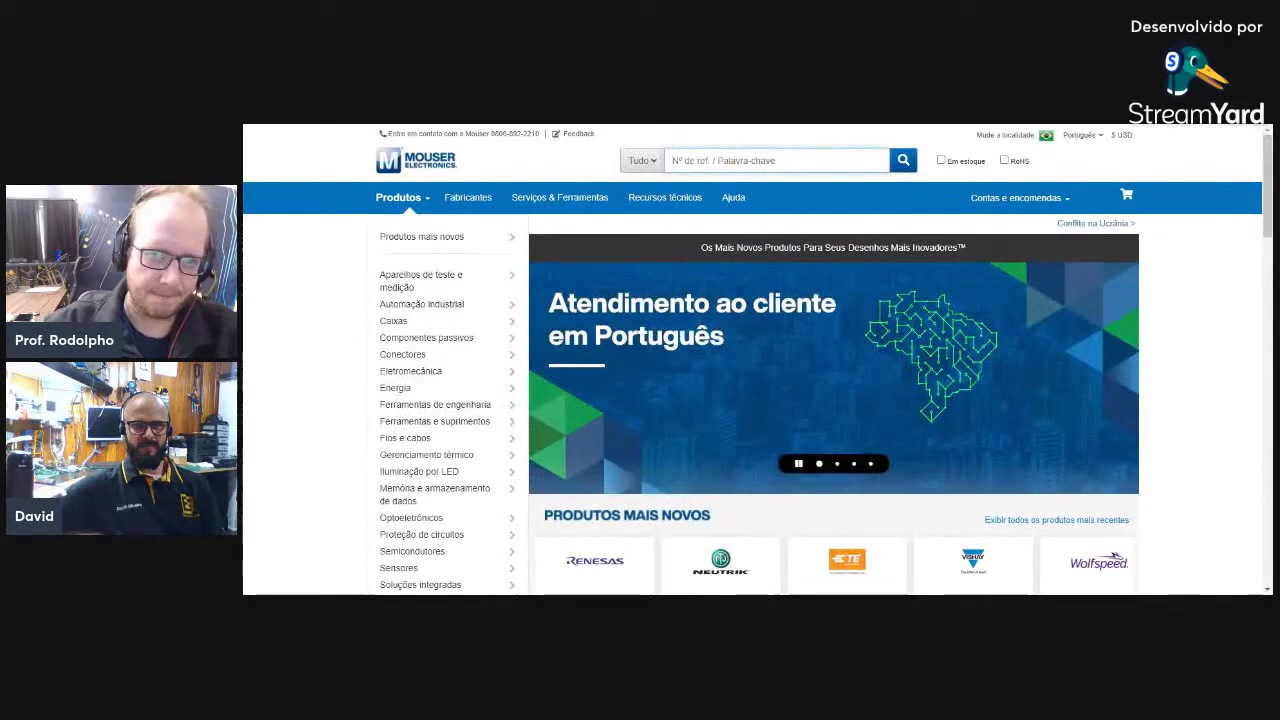 Desenvolvido por
StreamYard
Entre em contato com a Mouser 0800-892-2210 | Feedback
Mude a localidade Português $ USD
MOUSER
ELECTRONICS
Tudo Nº de ref. / Palavra-chave
Em estoque RoHS
Produtos Fabricantes Serviços & Ferramentas Recursos técnicos Ajuda Contas e encomendas
Conflito na Ucrânia >
Produtos mais novos
Os Mais Novos Produtos Para Seus Desenhos Mais Inovadores™
Aparelhos de teste e
medição
Automação industrial
Caixas
Componentes passivos
Conectores
Eletromecânica
Energia
Ferramentas de engenharia
Ferramentas e suprimentos
Fios e cabos
Gerenciamento térmico
Iluminação por LED
Memória e armazenamento
de dados
Optoeletrônicos
Proteção de circuitos
Semicondutores
Sensores
Soluções integradas
Atendimento ao cliente
em Português
PRODUTOS MAIS NOVOS
Exibir todos os produtos mais recentes
RENESAS
NEUTRIK
TE
VISHAY
Wolfspeed
Prof. Rodolpho
David